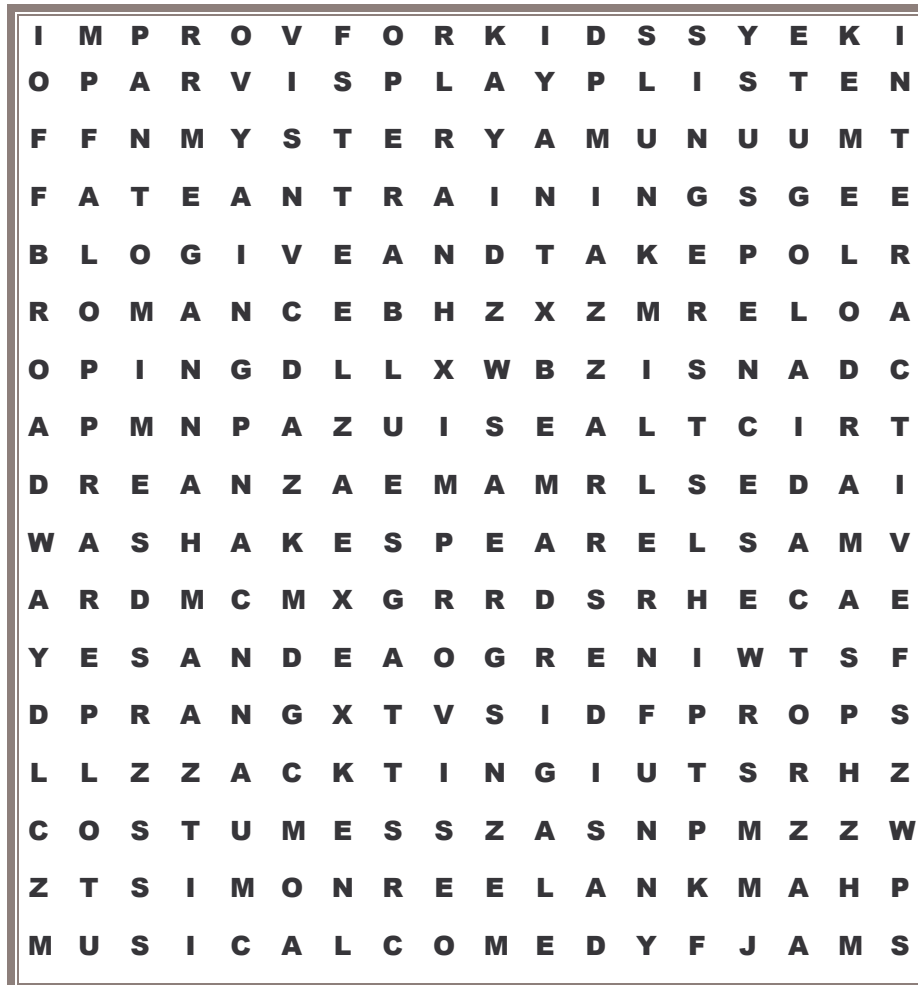 I M P R O V F O R K I D S S Y E K I
O P A R V I S P L A Y P L I S T E N
F F N M Y S T E R Y A M U N U U M T
F A T E A N T R A I N I N G S G E E
B L O G I V E A N D T A K E P O L R
R O M A N C E B H Z X Z M R E L O A
O P I N G D L L X W B Z I S N A D C
A P M N P A Z U I S E A L T C I R T
D R E A N Z A E M A M R L S E D A I
W A S H A K E S P E A R E L S A M V
A R D M C M X G R R D S R H E C A E
Y E S A N D E A O G R E N I W T S F
D P R A N G X T V S I D F P R O P S
L L Z Z A C K T I N G I U T S R H Z
C O S T U M E S S Z A S N P M Z Z W
Z T S I M O N R E E L A N K M A H P
M U S I C A L C O M E D Y F J A M S